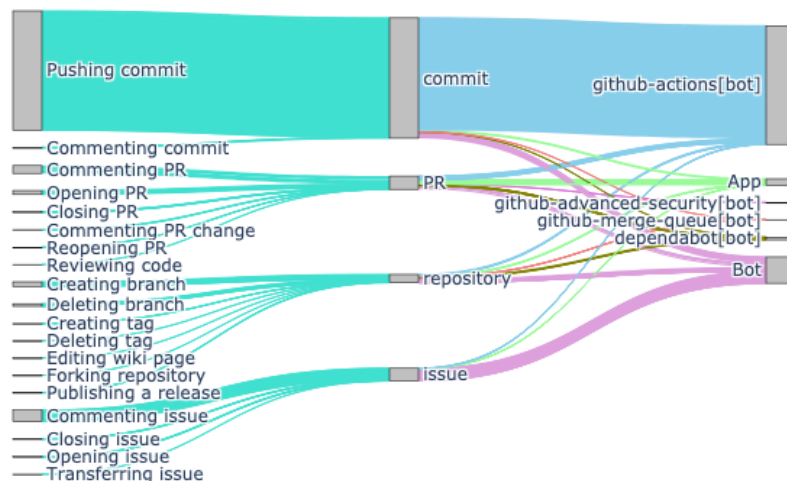 Pushing commit
Commenting commit
Commenting PR
Opening PR
Closing PR
Commenting PR change
Reopening PR
Reviewing code
Creating branch
Deleting branch
Creating tag
Deleting tag
Editing wiki page
Forking repository
Publishing a release
Commenting issue
Closing issue
Opening issue
Transferring issue
commit
PR
repository
issue
github-actions[bot]
App
github-advanced-security[bot]
github-merge-queue[bot]
dependabot[bot]
Bot